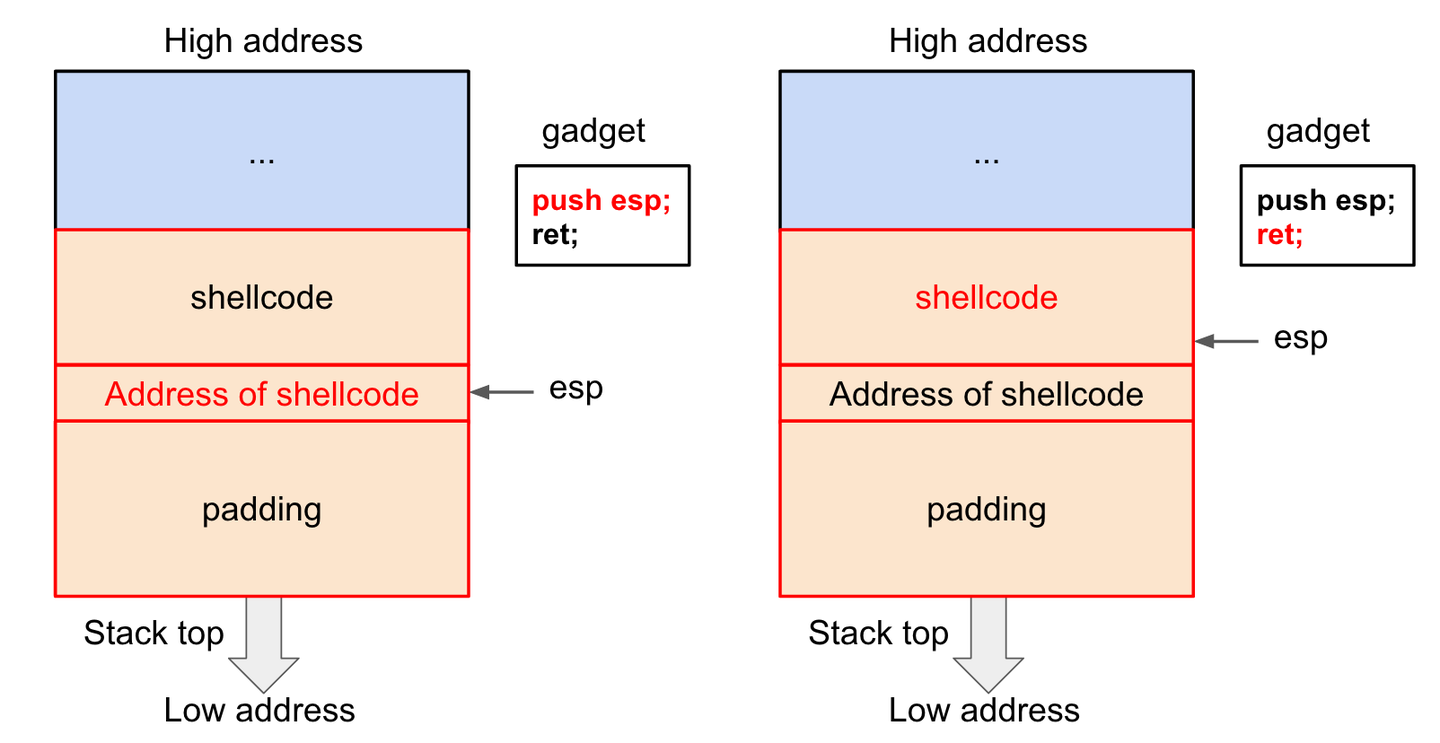 High address
...
gadget
push esp;
ret;
shellcode
Address of shellcode
esp
padding
Stack top
Low address
High address
...
gadget
push esp;
ret;
shellcode
esp
Address of shellcode
padding
Stack top
Low address